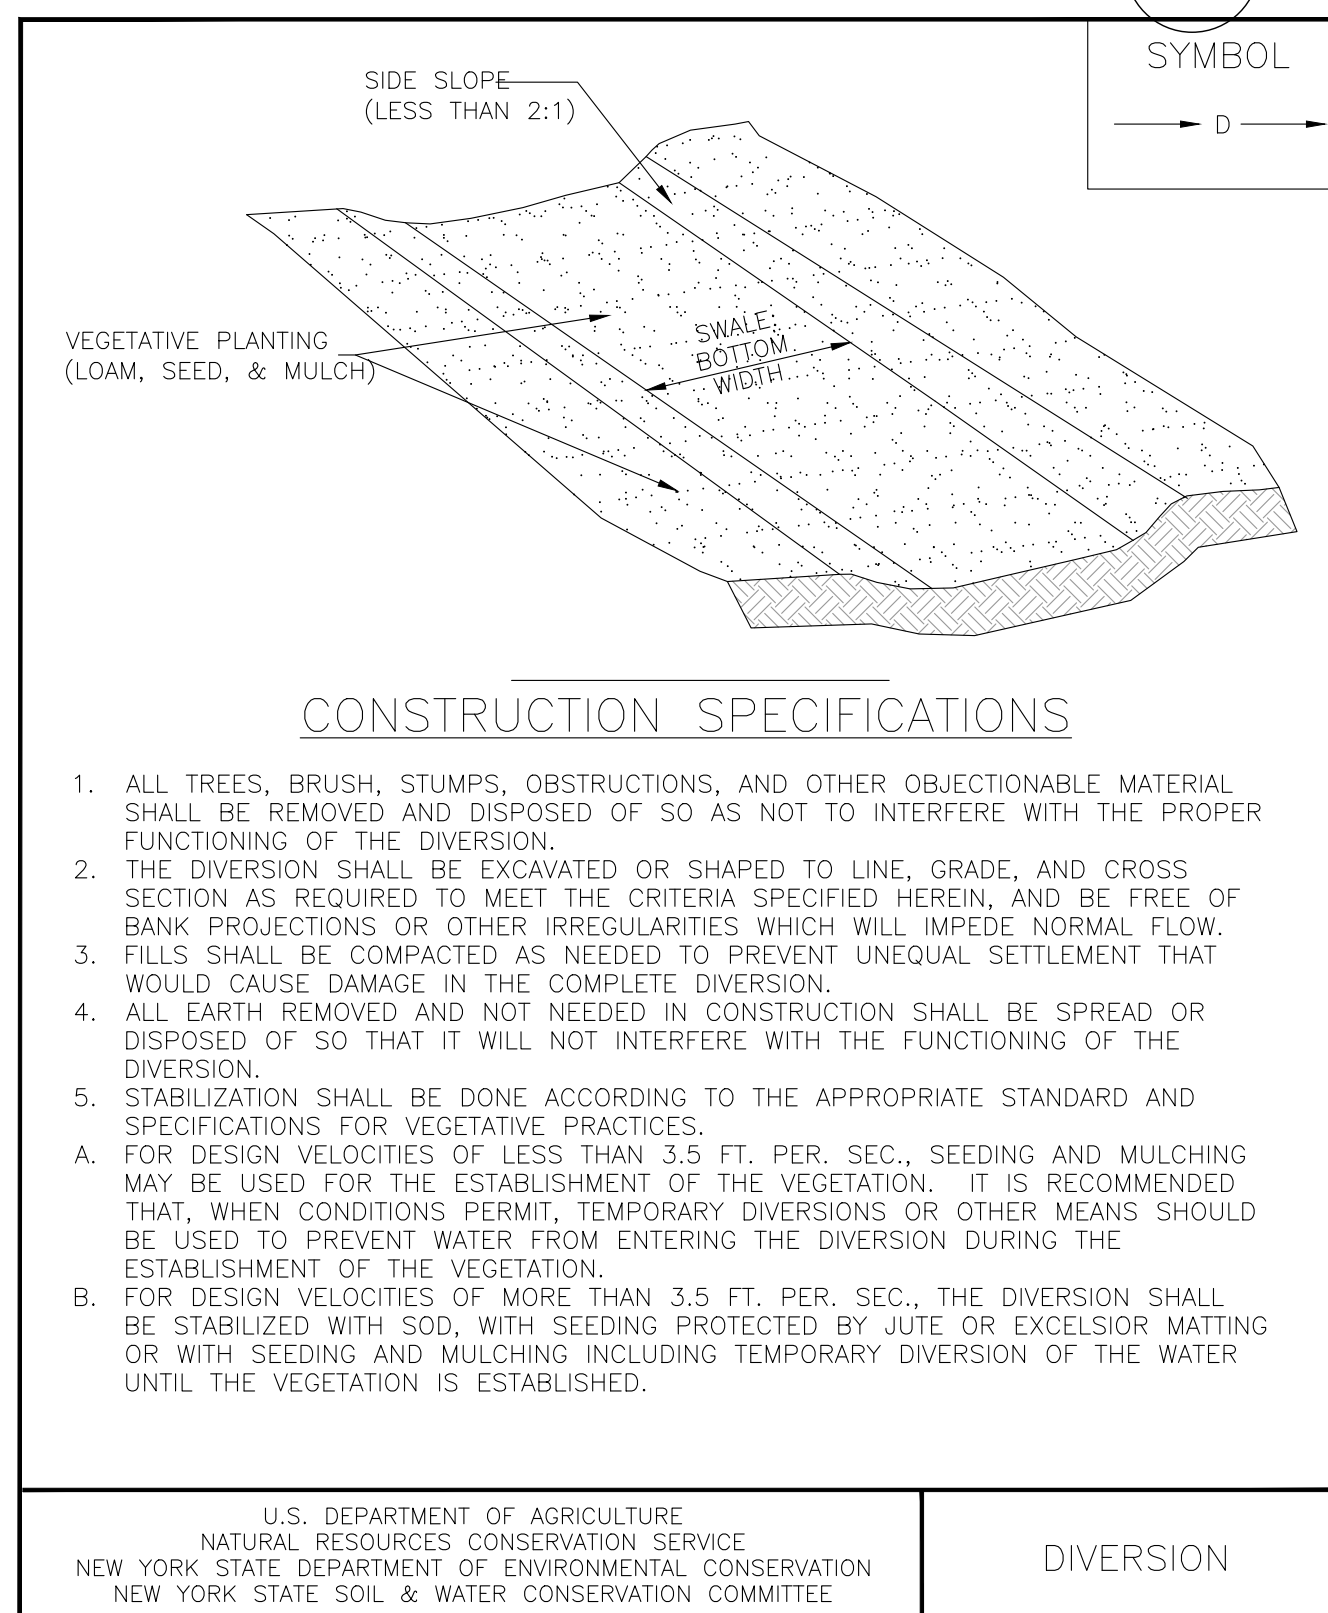 SYMBOL
D
SIDE SLOPE
(LESS THAN 2:1)
VEGETATIVE PLANTING
(LOAM, SEED, & MULCH)
SWALE
BOTTOM
WIDTH
CONSTRUCTION SPECIFICATIONS
1. ALL TREES, BRUSH, STUMPS, OBSTRUCTIONS, AND OTHER OBJECTIONABLE MATERIAL
SHALL BE REMOVED AND DISPOSED OF SO AS NOT TO INTERFERE WITH THE PROPER
FUNCTIONING OF THE DIVERSION.
2. THE DIVERSION SHALL BE EXCAVATED OR SHAPED TO LINE, GRADE, AND CROSS
SECTION AS REQUIRED TO MEET THE CRITERIA SPECIFIED HEREIN, AND BE FREE OF
BANK PROJECTIONS OR OTHER IRREGULARITIES WHICH WILL IMPEDE NORMAL FLOW.
3. FILLS SHALL BE COMPACTED AS NEEDED TO PREVENT UNEQUAL SETTLEMENT THAT
WOULD CAUSE DAMAGE IN THE COMPLETE DIVERSION.
4. ALL EARTH REMOVED AND NOT NEEDED IN CONSTRUCTION SHALL BE SPREAD OR
DISPOSED OF SO THAT IT WILL NOT INTERFERE WITH THE FUNCTIONING OF THE
DIVERSION.
5. STABILIZATION SHALL BE DONE ACCORDING TO THE APPROPRIATE STANDARD AND
SPECIFICATIONS FOR VEGETATIVE PRACTICES.
A. FOR DESIGN VELOCITIES OF LESS THAN 3.5 FT. PER. SEC., SEEDING AND MULCHING
MAY BE USED FOR THE ESTABLISHMENT OF THE VEGETATION. IT IS RECOMMENDED
THAT, WHEN CONDITIONS PERMIT, TEMPORARY DIVERSIONS OR OTHER MEANS SHOULD
BE USED TO PREVENT WATER FROM ENTERING THE DIVERSION DURING THE
ESTABLISHMENT OF THE VEGETATION.
B. FOR DESIGN VELOCITIES OF MORE THAN 3.5 FT. PER. SEC., THE DIVERSION SHALL
BE STABILIZED WITH SOD, WITH SEEDING PROTECTED BY JUTE OR EXCELSIOR MATTING
OR WITH SEEDING AND MULCHING INCLUDING TEMPORARY DIVERSION OF THE WATER
UNTIL THE VEGETATION IS ESTABLISHED.
U.S. DEPARTMENT OF AGRICULTURE
NATURAL RESOURCES CONSERVATION SERVICE
NEW YORK STATE DEPARTMENT OF ENVIRONMENTAL CONSERVATION
NEW YORK STATE SOIL & WATER CONSERVATION COMMITTEE
DIVERSION